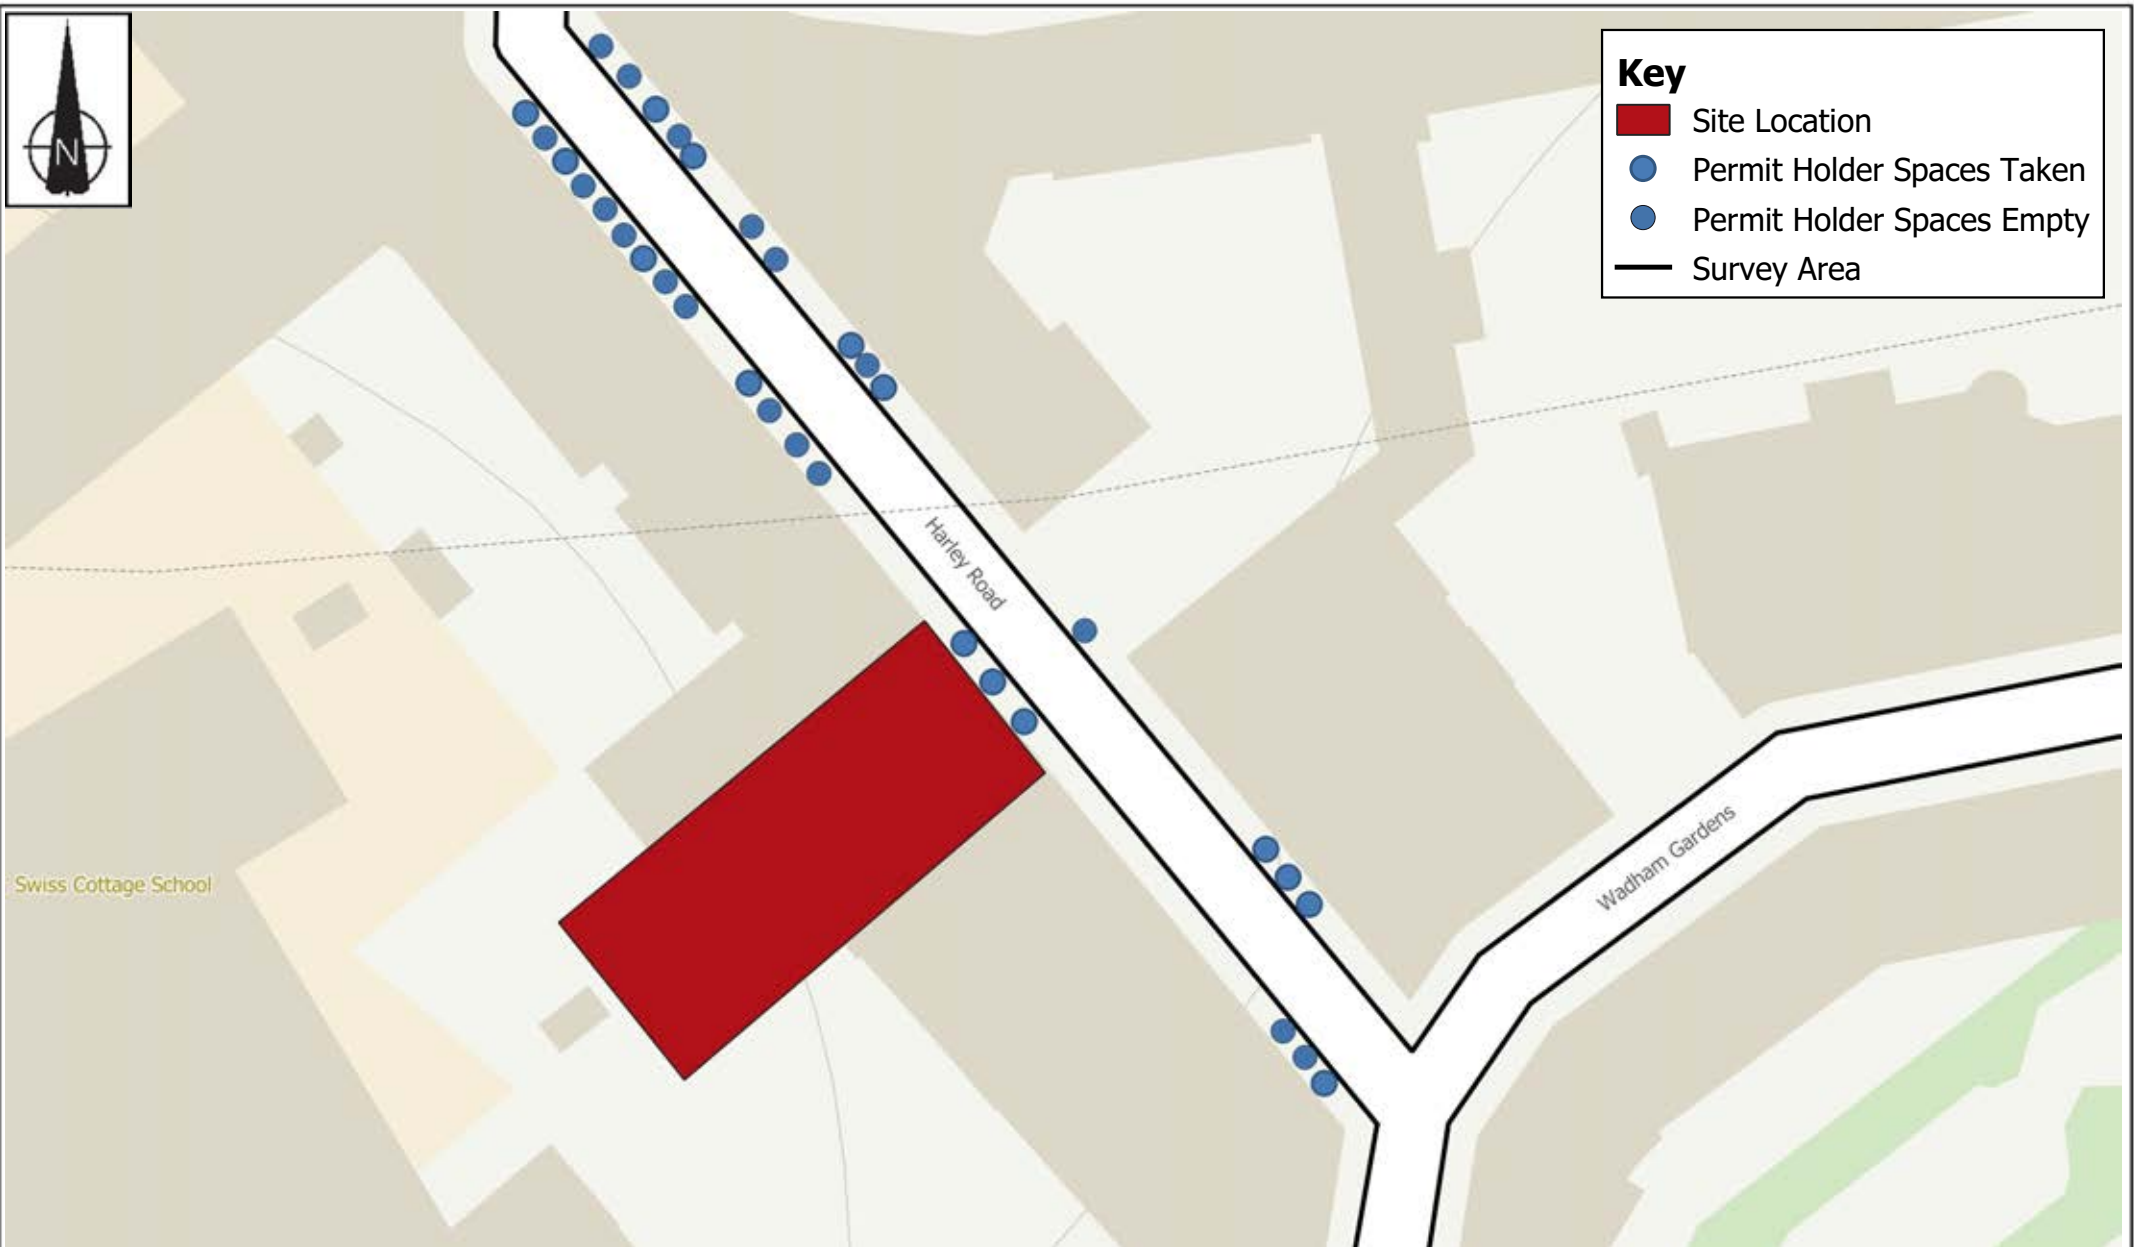 N
Key
Site Location
Permit Holder Spaces Taken
Permit Holder Spaces Empty
Survey Area
Harley Road
Wadham Gardens
Swiss Cottage School